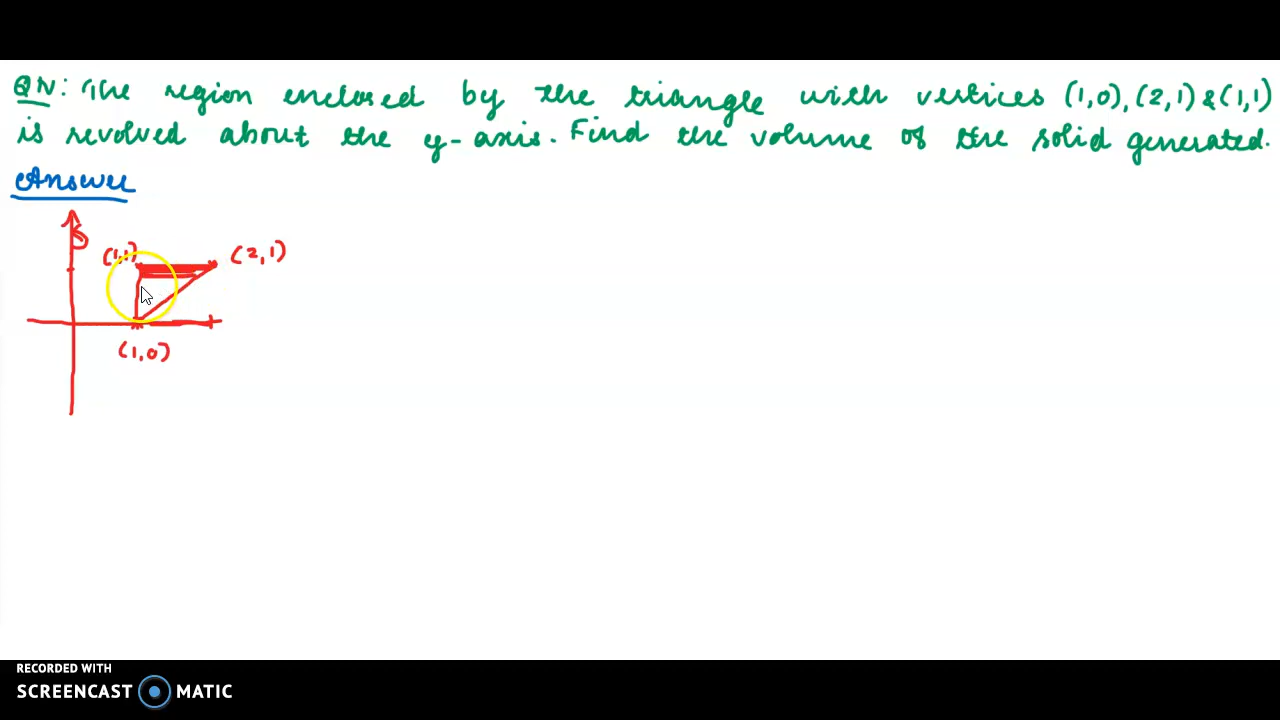 QN: The region enclosed by the triangle with vertices (1,0), (2,1) & (1,1)
is revolved about the y-axis. Find the volume of the solid generated.
Answer
(1,1) (2,1)
(1,0)
RECORDED WITH
SCREENCAST MATIC